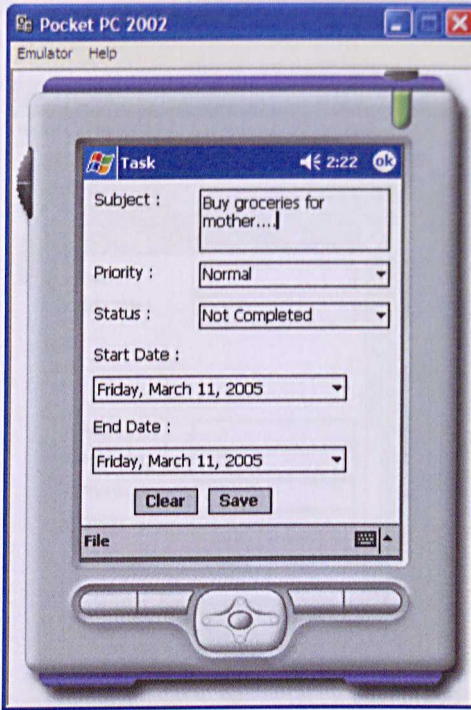 Pocket PC 2002
Emulator Help
Task 2:22 ok
Subject :
Buy groceries for
mother....
Priority : Normal
Status : Not Completed
Start Date :
Friday, March 11, 2005
End Date :
Friday, March 11, 2005
Clear Save
File